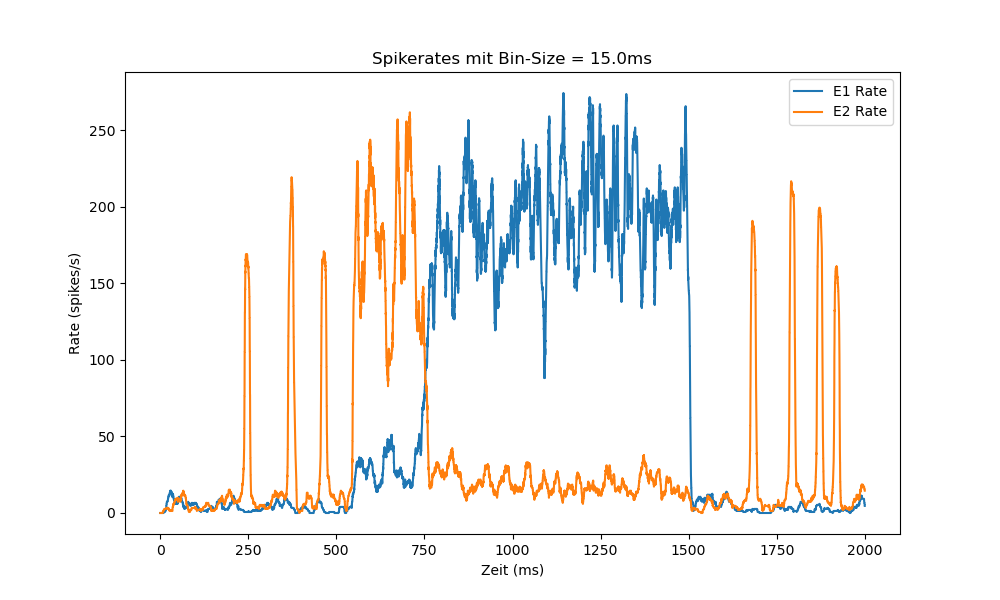 Spikerates mit Bin-Size = 15.0ms
E1 Rate
E2 Rate
Rate (spikes/s)
250
200
150
100
50
0
0 250 500 750 1000 1250 1500 1750 2000
Zeit (ms)